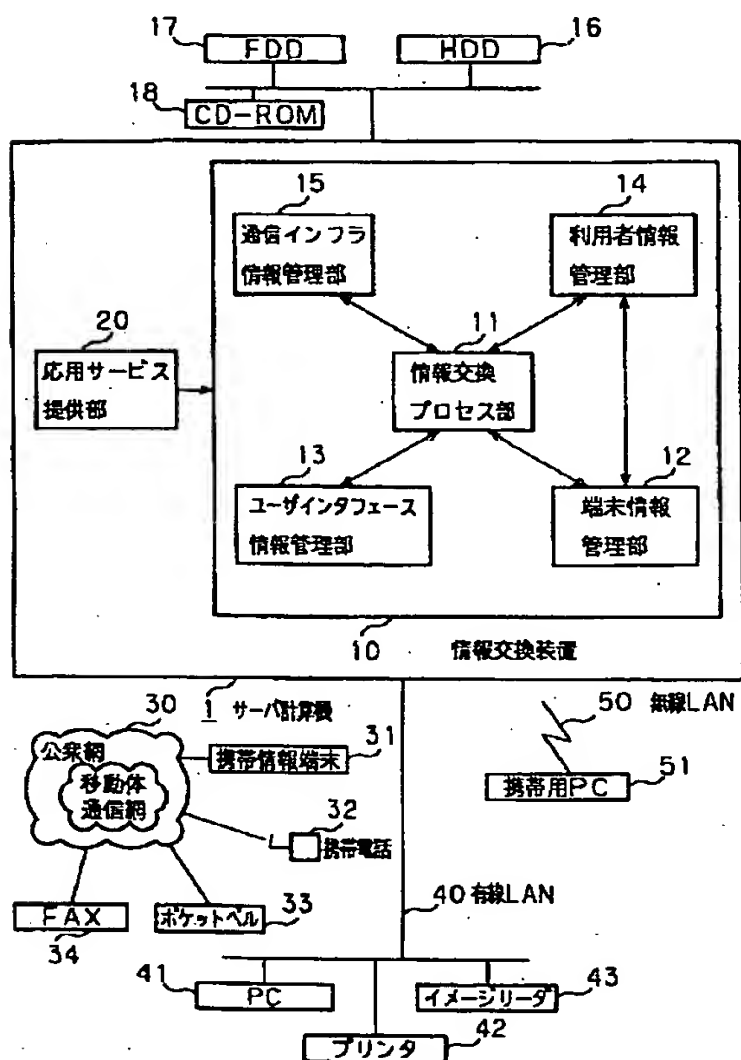 17
FDD
HDD
16
18
CD-ROM
15
通信インフラ
情報管理部
14
利用者情報
管理部
20
応用サービス
提供部
11
情報交換
プロセス部
13
ユーザインタフェース
情報管理部
12
端末情報
管理部
10
情報交換装置
1 サーバ計算機
30
公衆網
移動体
通信網
31
携帯情報端末
32
携帯電話
33
ポケットベル
34
FAX
50 無線LAN
51
携帯用PC
40 有線LAN
41
PC
43
イメージリーダ
42
プリンタ